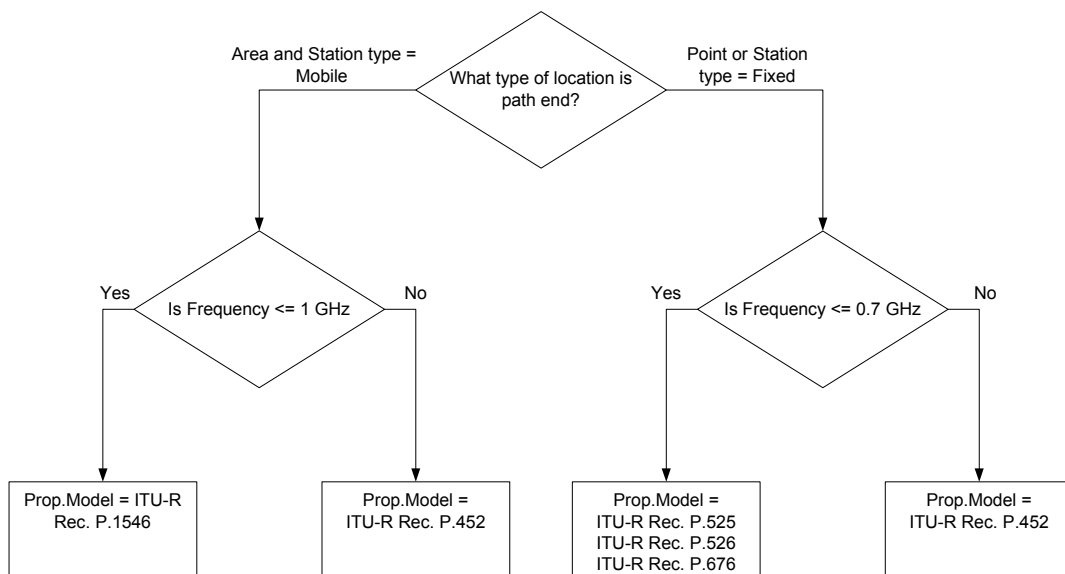 Area and Station type =
Mobile
What type of location is
path end?
Point or Station
type = Fixed
Yes
Is Frequency <= 1 GHz
No
Yes
Is Frequency <= 0.7 GHz
No
Prop.Model = ITU-R
Rec. P.1546
Prop.Model =
ITU-R Rec. P.452
Prop.Model =
ITU-R Rec. P.525
ITU-R Rec. P.526
ITU-R Rec. P.676
Prop.Model =
ITU-R Rec. P.452